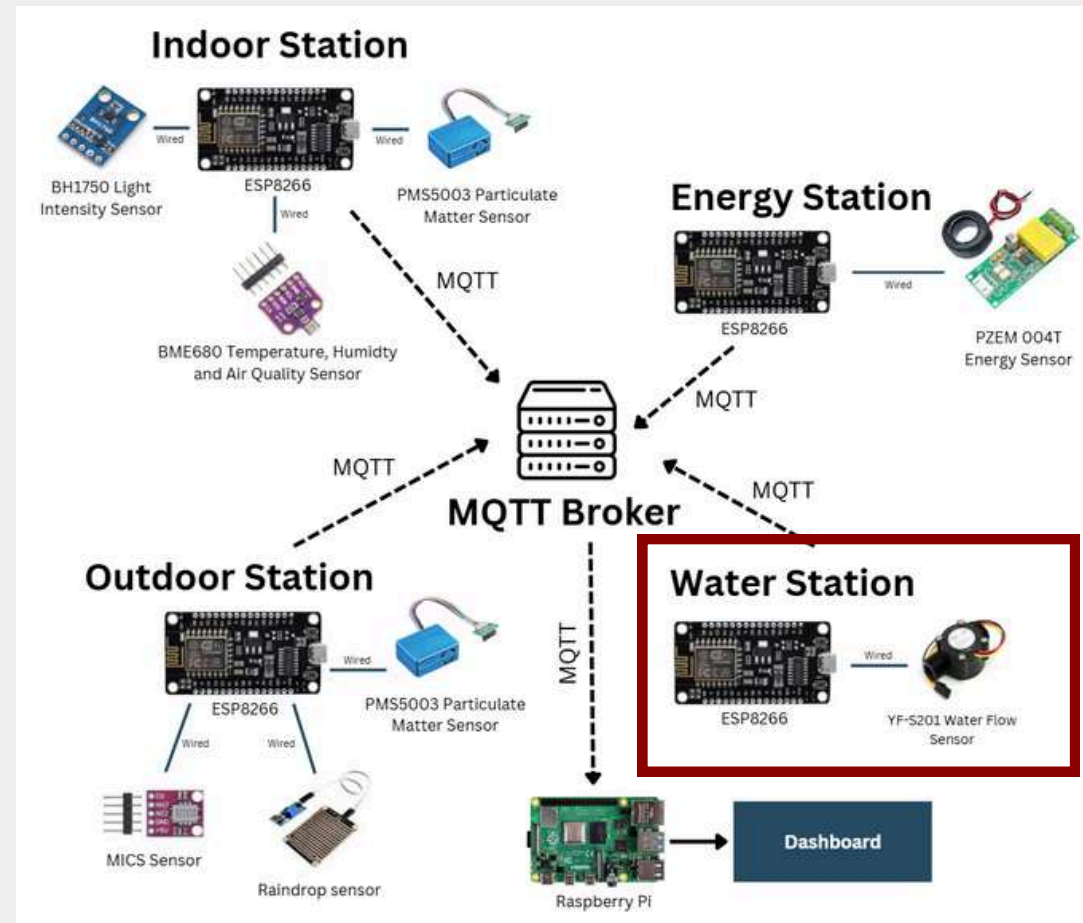 Indoor Station
Wired
Wired
BH1750 Light
Intensity Sensor
ESP8266
PMS5003 Particulate
Matter Sensor
Wired
BME680 Temperature, Humidty
and Air Quality Sensor
MQTT
Energy Station
Wired
ESP8266
PZEM 004T
Energy Sensor
MQTT
MQTT
MQTT
MQTT Broker
Outdoor Station
Wired
ESP8266
PMS5003 Particulate
Matter Sensor
Wired
Wired
MICS Sensor
Raindrop sensor
MQTT
Water Station
Wired
ESP8266
YF-S201 Water Flow
Sensor
Raspberry Pi
Dashboard